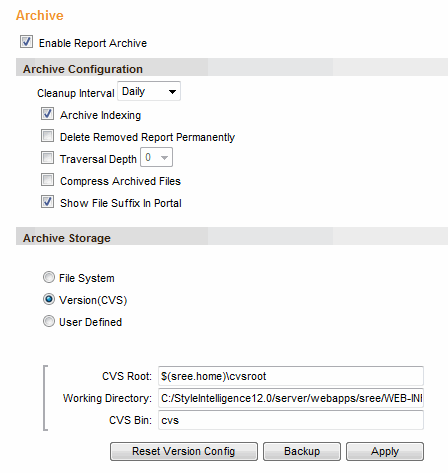 Archive
Enable Report Archive
Archive Configuration
Cleanup Interval Daily
Archive Indexing
Delete Removed Report Permanently
Traversal Depth 0
Compress Archived Files
Show File Suffix In Portal
Archive Storage
File System
Version(CVS)
User Defined
CVS Root: $(sree.home)\cvsroot
Working Directory: C:/StyleIntelligence12.0/server/webapps/sree/WEB-INF
CVS Bin: cvs
Reset Version Config Backup Apply